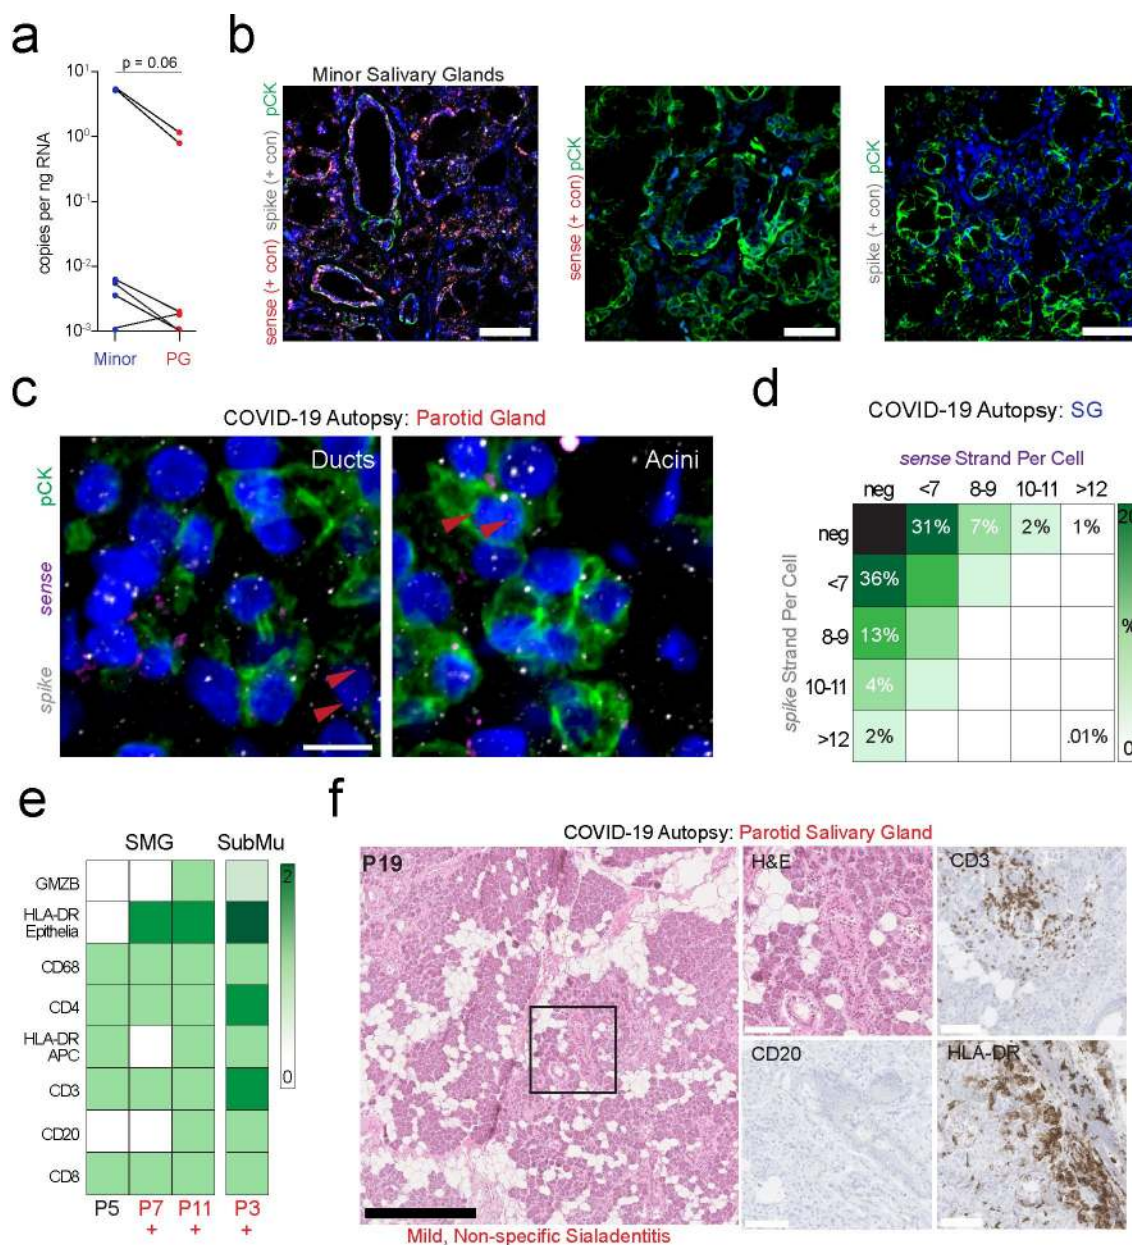 a
p = 0.06
copies per ng RNA
10¹
10⁰
10⁻¹
10⁻²
10⁻³
Minor
PG
b
Minor Salivary Glands
sense (+ con) spike (+ con) pCK
sense (+ con) pCK
spike (+ con) pCK
c
COVID-19 Autopsy: Parotid Gland
spike sense pCK
Ducts
Acini
d
COVID-19 Autopsy: SG
sense Strand Per Cell
neg <7 8-9 10-11 >12
spike Strand Per Cell
neg 31% 7% 2% 1%
<7 36%
8-9 13%
10-11 4%
>12 2% .01%
%
0
e
SMG SubMu
GMZB
HLA-DR
Epithelia
CD68
CD4
HLA-DR
APC
CD3
CD20
CD8
2
0
P5 P7 P11 P3
+ + +
f
COVID-19 Autopsy: Parotid Salivary Gland
P19
H&E
CD3
CD20
HLA-DR
Mild, Non-specific Sialadentitis